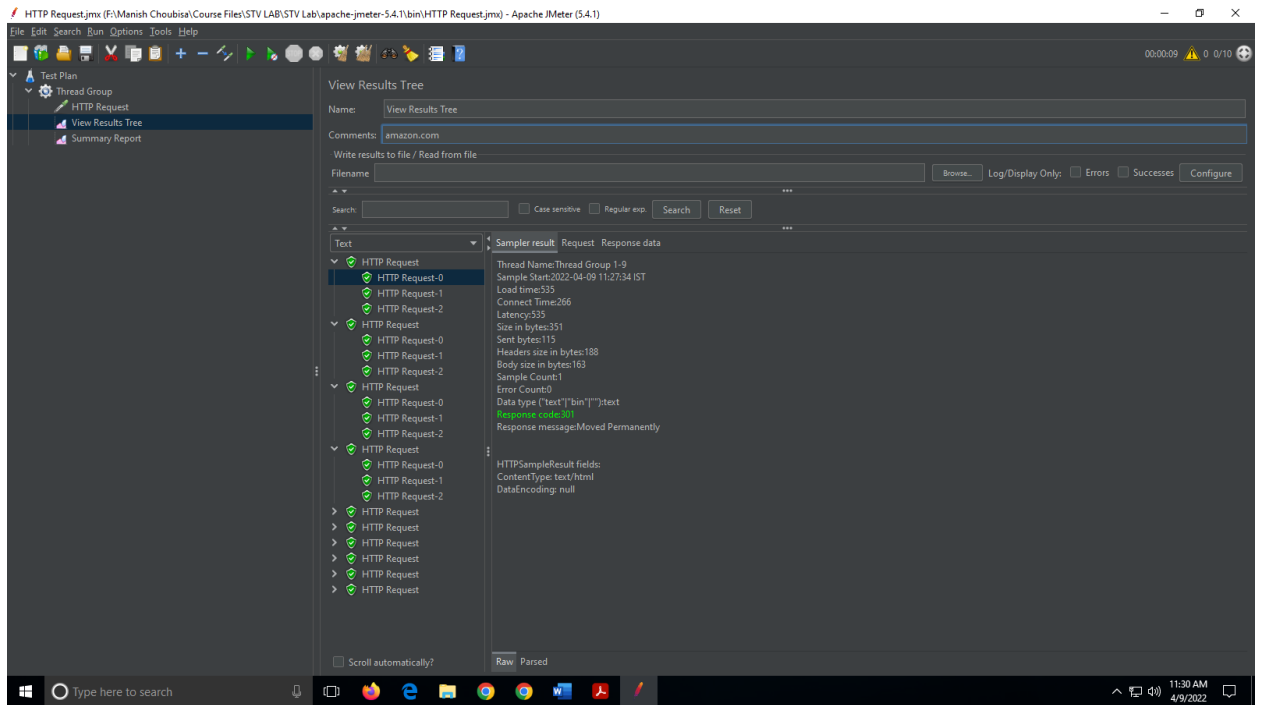 HTTP Request.jmx (F:\Manish Choubisa\Course Files\STV LAB\STV Lab\apache-jmeter-5.4.1\bin\HTTP Request.jmx) - Apache JMeter (5.4.1)
File Edit Search Run Options Tools Help
00:00:09 0 0/10
Test Plan
Thread Group
HTTP Request
View Results Tree
Summary Report
View Results Tree
Name: View Results Tree
Comments: amazon.com
Write results to file / Read from file
Filename Browse... Log/Display Only: Errors Successes Configure
Search: Case sensitive Regular exp. Search Reset
Text
HTTP Request
HTTP Request-0
HTTP Request-1
HTTP Request-2
HTTP Request
HTTP Request-0
HTTP Request-1
HTTP Request-2
HTTP Request
HTTP Request-0
HTTP Request-1
HTTP Request-2
HTTP Request
HTTP Request-0
HTTP Request-1
HTTP Request-2
HTTP Request
HTTP Request
HTTP Request
HTTP Request
HTTP Request
HTTP Request
Scroll automatically?
Sampler result Request Response data
Thread Name:Thread Group 1-9
Sample Start:2022-04-09 11:27:34 IST
Load time:535
Connect Time:266
Latency:535
Size in bytes:351
Sent bytes:115
Headers size in bytes:188
Body size in bytes:163
Sample Count:1
Error Count:0
Data type ("text"|"bin"|""):text
Response code:301
Response message:Moved Permanently
HTTPSampleResult fields:
ContentType: text/html
DataEncoding: null
Raw Parsed
Type here to search
11:30 AM
4/9/2022